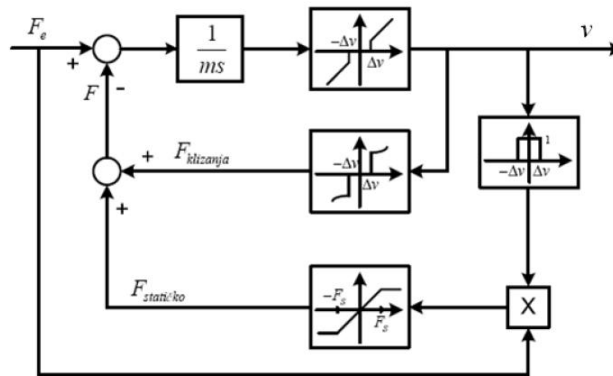 F_e
+
-
1
ms
-Δv
Δv
v
F
+
F_klizanja
-Δv
Δv
1
-Δv Δv
+
F_statičko
-F_s
F_s
X